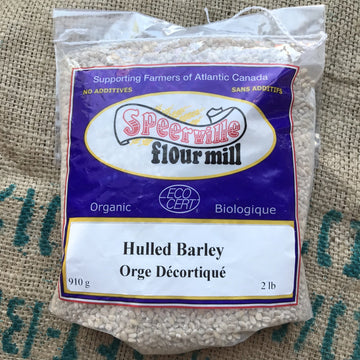 Supporting Farmers of Atlantic Canada
NO ADDITIVES SANS ADDITIFS
Speerville
flour mill
Organic ECO CERT Biologique
Hulled Barley
Orge Décortiqué
910 g 2 lb